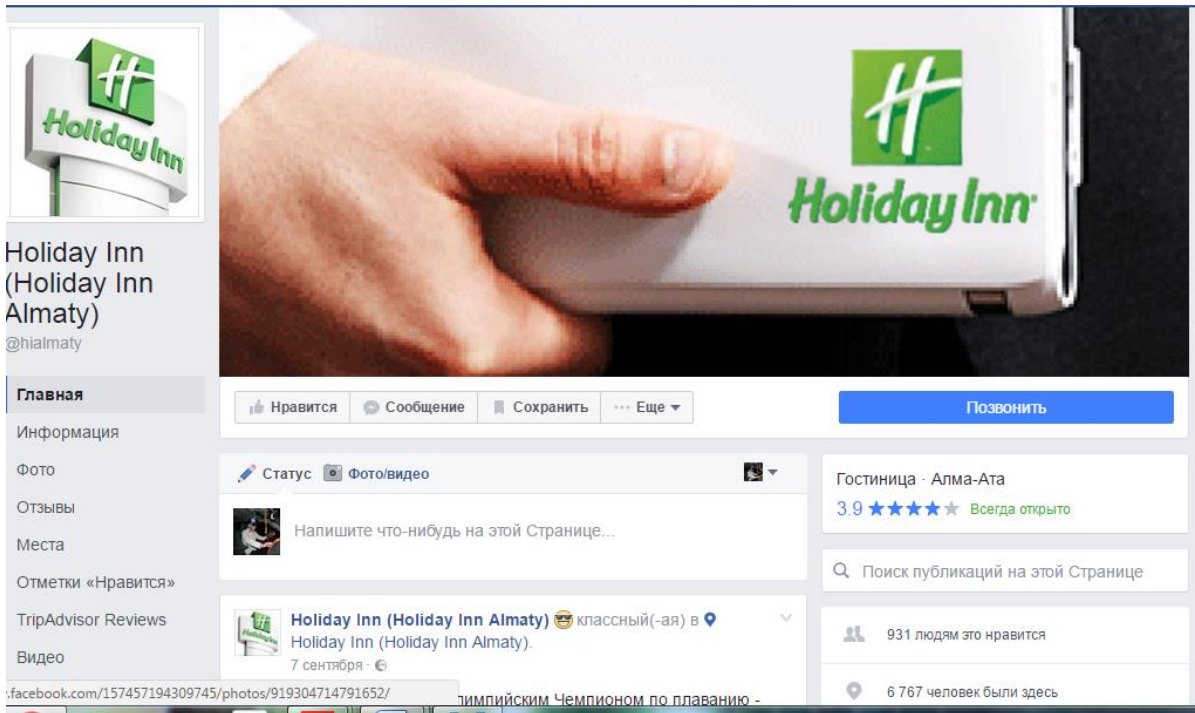 Holiday Inn
Holiday Inn
Holiday Inn
(Holiday Inn
Almaty)
@hialmaty
Главная
Информация
Фото
Отзывы
Места
Отметки «Нравится»
TripAdvisor Reviews
Видео
.facebook.com/157457194309745/photos/919304714791652/
Нравится Сообщение Сохранить ··· Еще
Позвонить
Статус Фото/видео
Напишите что-нибудь на этой Странице...
Holiday Inn (Holiday Inn Almaty) классный(-ая) в
Holiday Inn (Holiday Inn Almaty).
7 сентября ·
Чемпионом по плаванию -
Гостиница · Алма-Ата
3.9 ★★★★★ Всегда открыто
Поиск публикаций на этой Странице
931 людям это нравится
6 767 человек были здесь